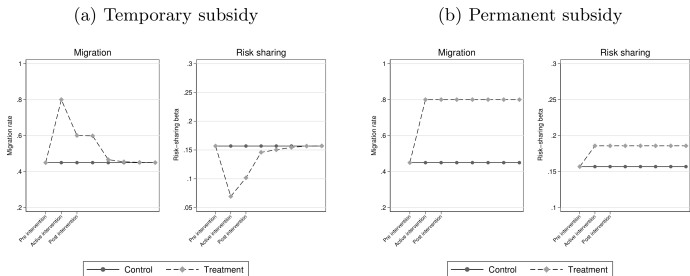 (a) Temporary subsidy
(b) Permanent subsidy
Migration
Risk sharing
Migration
Risk sharing
Migration rate
1
.8
.6
.4
.2
Pre intervention
Active intervention
Post intervention
Risk-sharing beta
.3
.25
.2
.15
.1
.05
Pre intervention
Active intervention
Post intervention
Migration rate
1
.8
.6
.4
.2
Pre intervention
Active intervention
Post intervention
Risk-sharing beta
.3
.25
.2
.15
.1
Pre intervention
Active intervention
Post intervention
Control Treatment
Control Treatment